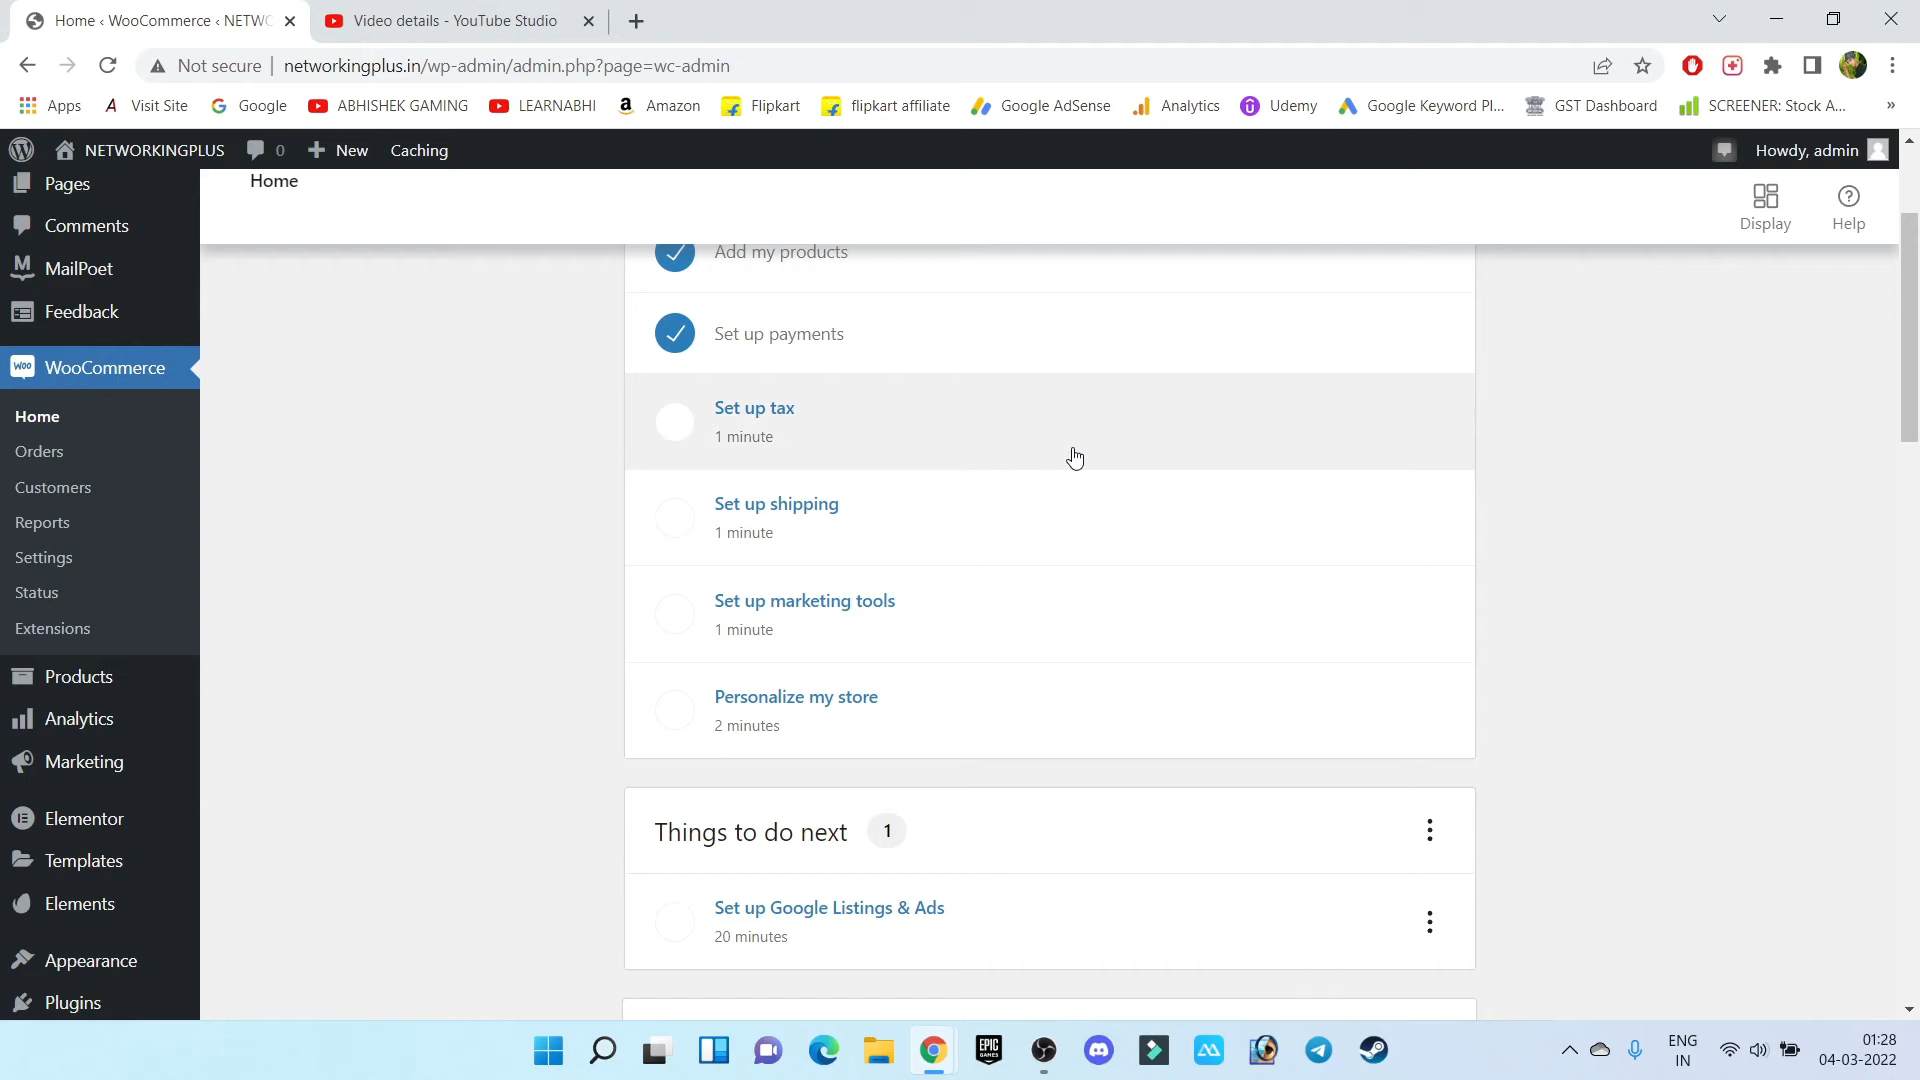 Home ‹ WooCommerce ‹ NETWO
Video details - YouTube Studio
Not secure
networkingplus.in/wp-admin/admin.php?page=wc-admin
Apps
Visit Site
Google
ABHISHEK GAMING
LEARNABHI
Amazon
Flipkart
flipkart affiliate
Google AdSense
Analytics
Udemy
Google Keyword Pl...
GST Dashboard
SCREENER: Stock A...
»
NETWORKINGPLUS
0
New
Caching
Howdy, admin
Home
Display
Help
Pages
Comments
MailPoet
Feedback
Woo
WooCommerce
Home
Orders
Customers
Reports
Settings
Status
Extensions
Products
Analytics
Marketing
Elementor
Templates
Elements
Appearance
Plugins
Add my products
Set up payments
Set up tax
1 minute
Set up shipping
1 minute
Set up marketing tools
1 minute
Personalize my store
2 minutes
Things to do next 1
Set up Google Listings & Ads
20 minutes
EPIC
GAMES
ENG
IN
01:28
04-03-2022